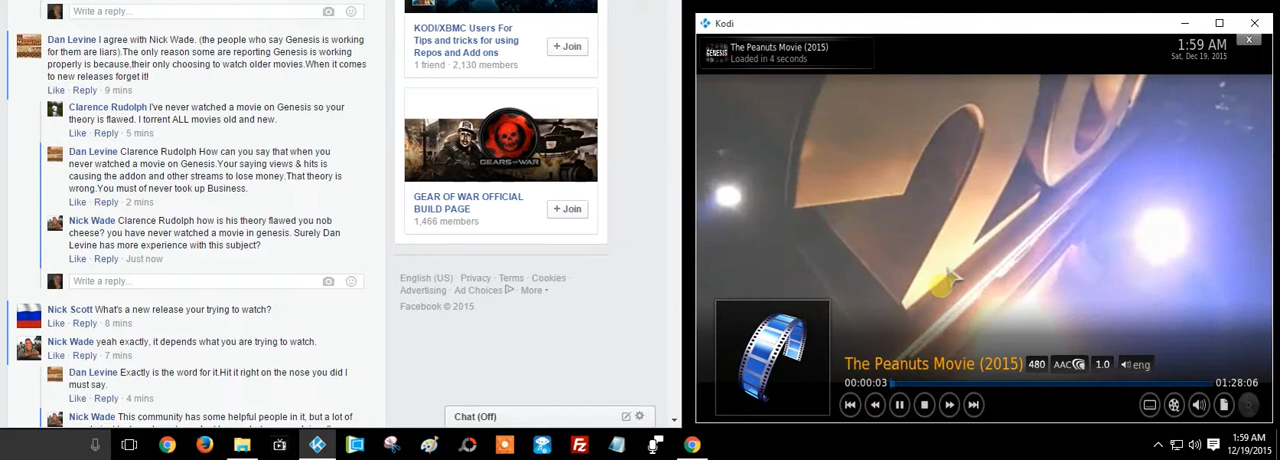 Write a reply...
Dan Levine I agree with Nick Wade. (the people who say Genesis is working
for them are liars).The only reason some are reporting Genesis is working
properly is because,their only choosing to watch older movies.When it comes
to new releases forget it!
Like · Reply · 9 mins
Clarence Rudolph I've never watched a movie on Genesis so your
theory is flawed. I torrent ALL movies old and new.
Like · Reply · 5 mins
Dan Levine Clarence Rudolph How can you say that when you
never watched a movie on Genesis.Your saying views & hits is
causing the addon and other streams to lose money.That theory is
wrong.You must of never took up Business.
Like · Reply · 2 mins
Nick Wade Clarence Rudolph how is his theory flawed you nob
cheese? you have never watched a movie in genesis. Surely Dan
Levine has more experience with this subject?
Like · Reply · Just now
Write a reply...
Nick Scott What's a new release your trying to watch?
Like · Reply · 8 mins
Nick Wade yeah exactly, it depends what you are trying to watch.
Like · Reply · 7 mins
Dan Levine Exactly is the word for it.Hit it right on the nose you did I
must say.
Like · Reply · 4 mins
Nick Wade This community has some helpful people in it, but a lot of
KODI/XBMC Users For
Tips and tricks for using
Repos and Add ons
1 friend · 2,130 members
+ Join
GEARS OF WAR
GEAR OF WAR OFFICIAL
BUILD PAGE
1,466 members
+ Join
English (US) · Privacy · Terms · Cookies ·
Advertising · Ad Choices · More
Facebook © 2015
Chat (Off)
Kodi
GENESIS
The Peanuts Movie (2015)
Loaded in 4 seconds
1:59 AM
Sat, Dec 19, 2015
20
The Peanuts Movie (2015) 480 AAC 1.0 eng
00:00:03
01:28:06
Fz
1:59 AM
12/19/2015